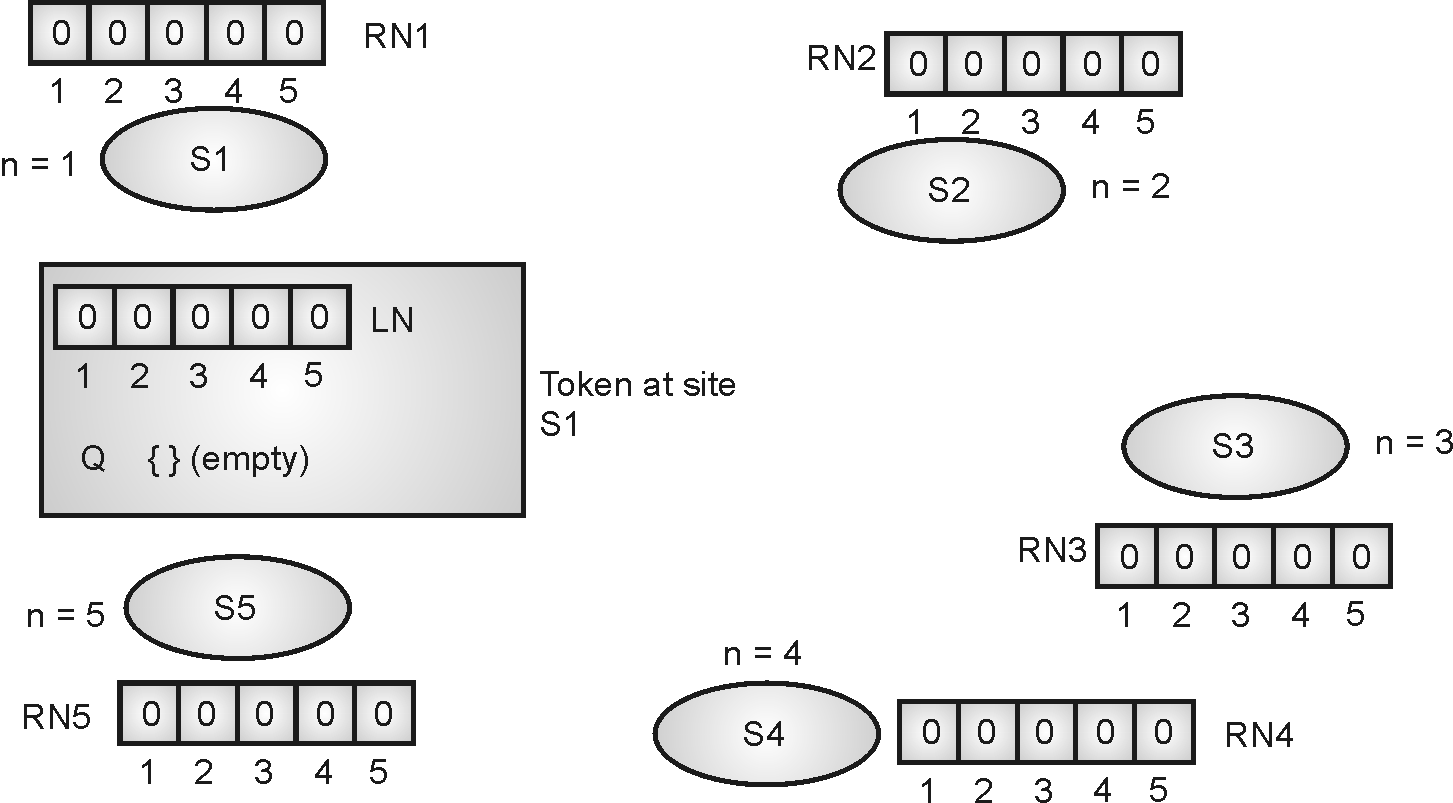 0 0 0 0 0 RN1
1 2 3 4 5
n = 1 S1
RN2 0 0 0 0 0
1 2 3 4 5
S2 n = 2
0 0 0 0 0 LN
1 2 3 4 5
Q { } (empty)
Token at site
S1
S3 n = 3
RN3 0 0 0 0 0
1 2 3 4 5
n = 5 S5
RN5 0 0 0 0 0
1 2 3 4 5
n = 4
S4 0 0 0 0 0 RN4
1 2 3 4 5